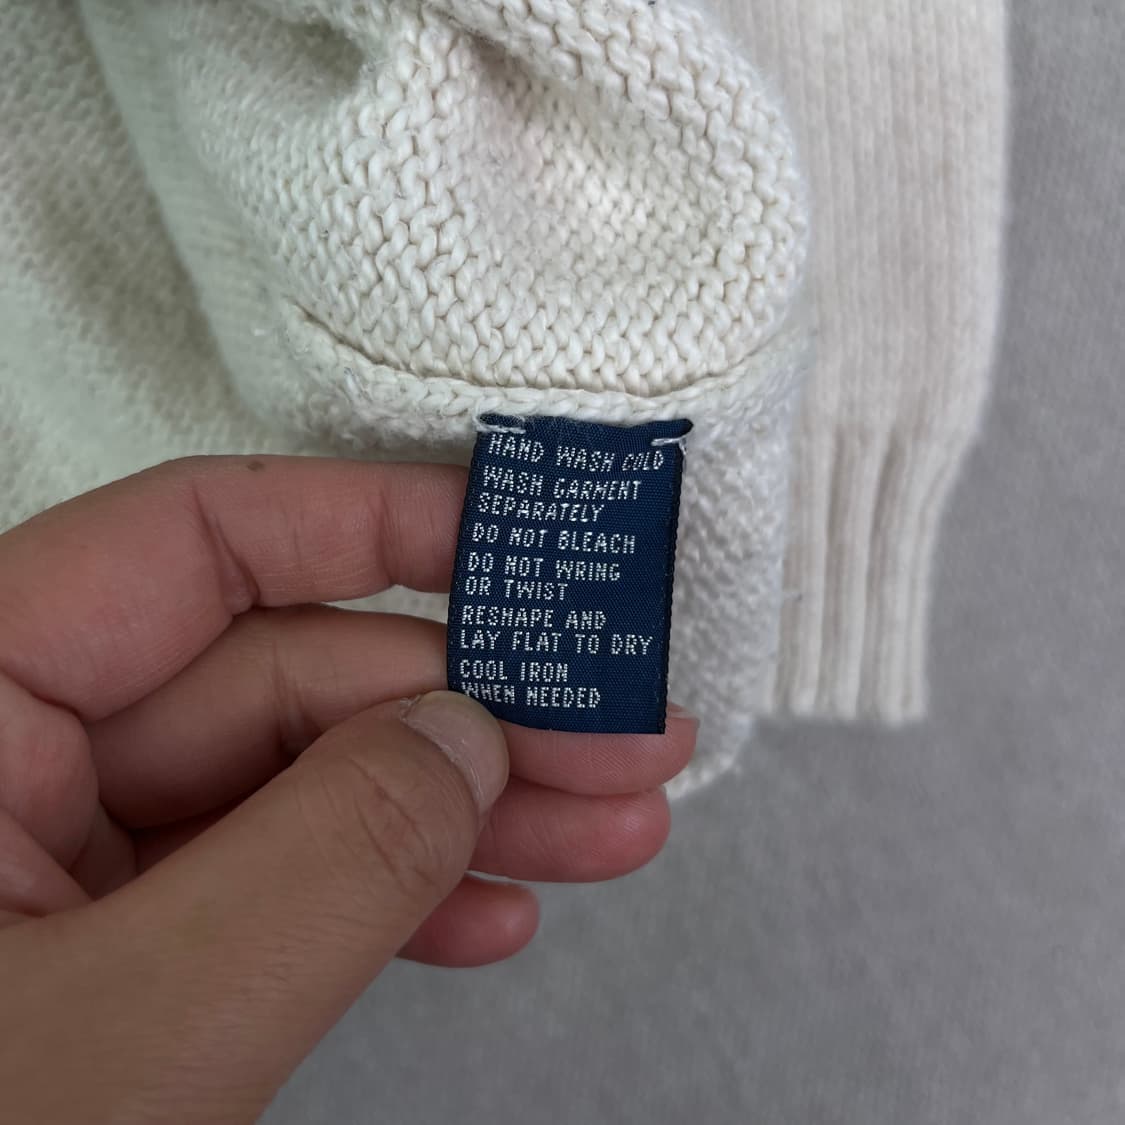 HAND WASH COLD
WASH GARMENT
SEPARATELY
DO NOT BLEACH
DO NOT WRING
OR TWIST
RESHAPE AND
LAY FLAT TO DRY
COOL IRON
WHEN NEEDED